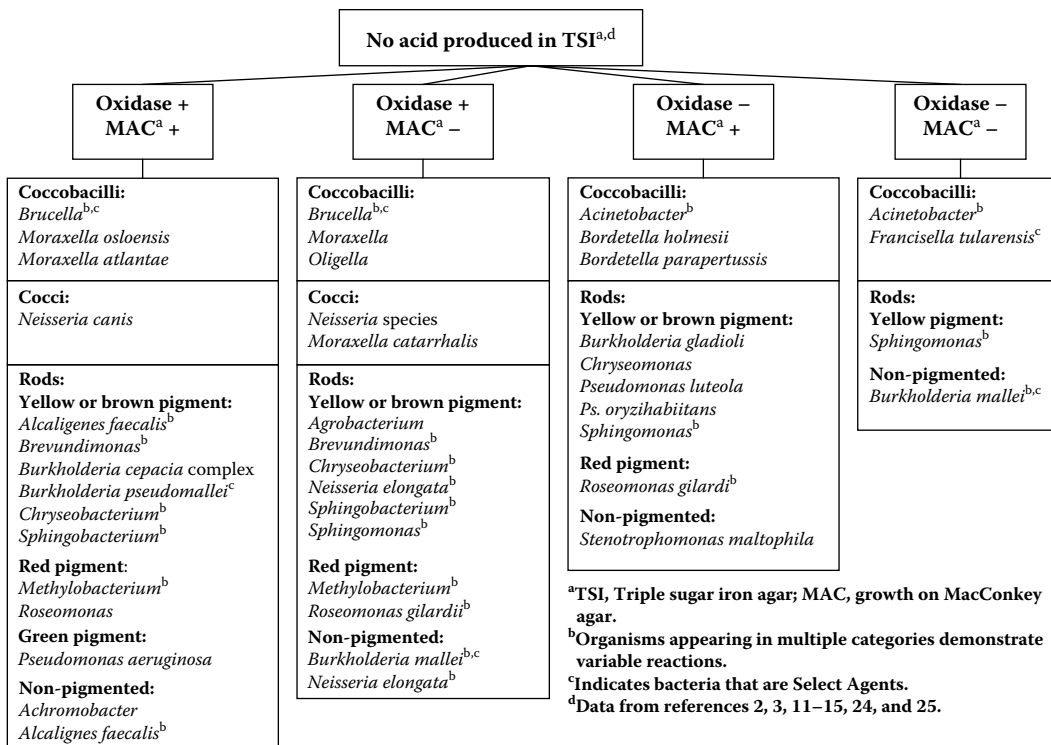 No acid produced in TSIa,d
Oxidase +
MACa +
Oxidase +
MACa –
Oxidase –
MACa +
Oxidase –
MACa –
Coccobacilli:
Brucellab,c
Moraxella osloensis
Moraxella atlantae
Cocci:
Neisseria canis
Rods:
Yellow or brown pigment:
Alcaligenes faecalisb
Brevundimonasb
Burkholderia cepacia complex
Burkholderia pseudomalleic
Chryseobacteriumb
Sphingobacteriumb
Red pigment:
Methylobacteriumb
Roseomonas
Green pigment:
Pseudomonas aeruginosa
Non-pigmented:
Achromobacter
Alcalignes faecalisb
Coccobacilli:
Brucellab,c
Moraxella
Oligella
Cocci:
Neisseria species
Moraxella catarrhalis
Rods:
Yellow or brown pigment:
Agrobacterium
Brevundimonasb
Chryseobacteriumb
Neisseria elongatab
Sphingobacteriumb
Sphingomonasb
Red pigment:
Methylobacteriumb
Roseomonas gilardiib
Non-pigmented:
Burkholderia malleib,c
Neisseria elongatab
Coccobacilli:
Acinetobacterb
Bordetella holmesii
Bordetella parapertussis
Rods:
Yellow or brown pigment:
Burkholderia gladioli
Chryseomonas
Pseudomonas luteola
Ps. oryzihabiitans
Sphingomonasb
Red pigment:
Roseomonas gilardib
Non-pigmented:
Stenotrophomonas maltophila
Coccobacilli:
Acinetobacterb
Francisella tularensisc
Rods:
Yellow pigment:
Sphingomonasb
Non-pigmented:
Burkholderia malleib,c
aTSI, Triple sugar iron agar; MAC, growth on MacConkey
agar.
bOrganisms appearing in multiple categories demonstrate
variable reactions.
cIndicates bacteria that are Select Agents.
dData from references 2, 3, 11–15, 24, and 25.